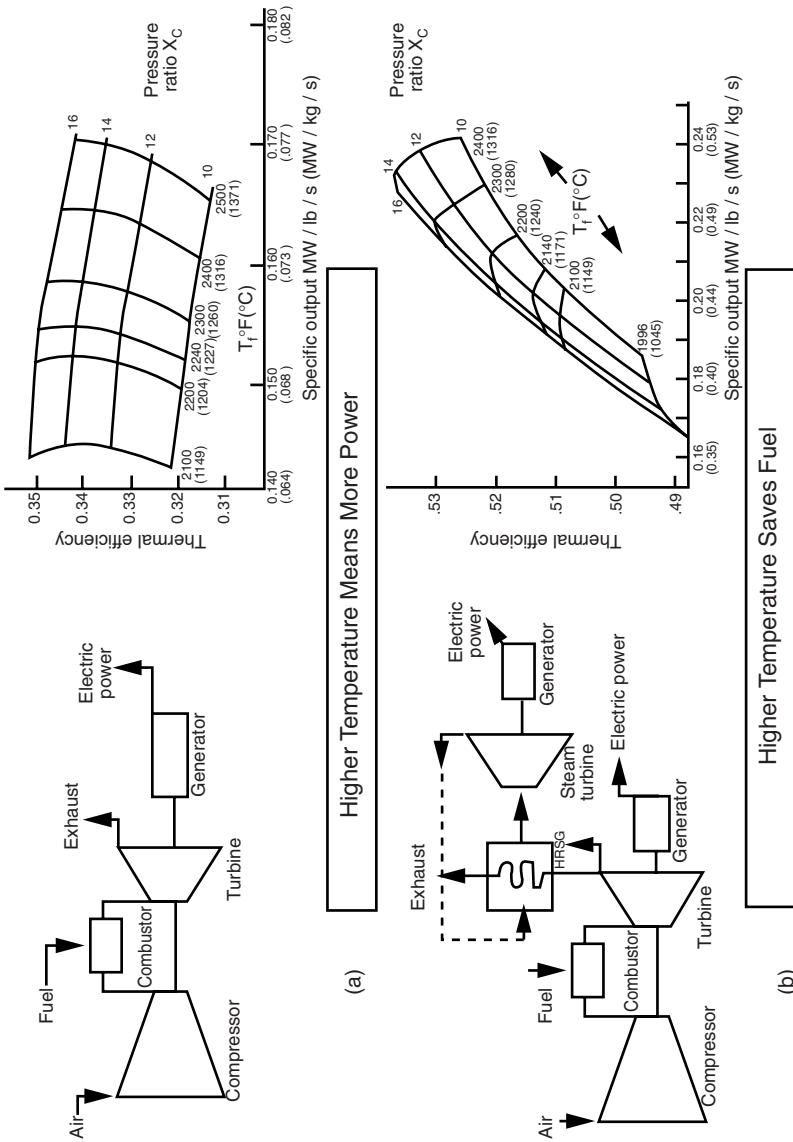 Air
Compressor
Fuel
Combustor
Turbine
Exhaust
Generator
Electric
power
Thermal efficiency
0.35
0.34
0.33
0.32
0.31
16
14
12
10
Pressure
ratio X_C
2100
(1149)
2200
(1204)
2240
(1227)
2300
(1260)
2400
(1316)
2500
(1371)
T_f°F(°C)
0.140
(.064)
0.150
(.068)
0.160
(.073)
0.170
(.077)
0.180
(.082)
Specific output MW / lb / s (MW / kg / s)
(a)
Higher Temperature Means More Power
Air
Compressor
Fuel
Combustor
Turbine
Generator
Electric power
Exhaust
HRSG
Steam
turbine
Generator
Electric
power
Thermal efficiency
.53
.52
.51
.50
.49
16
14
12
10
Pressure
ratio X_C
2400
(1316)
2300
(1280)
2200
(1240)
2140
(1171)
2100
(1149)
1996
(1045)
T_f°F(°C)
0.16
(0.35)
0.18
(0.40)
0.20
(0.44)
0.22
(0.49)
0.24
(0.53)
Specific output MW / lb / s (MW / kg / s)
(b)
Higher Temperature Saves Fuel